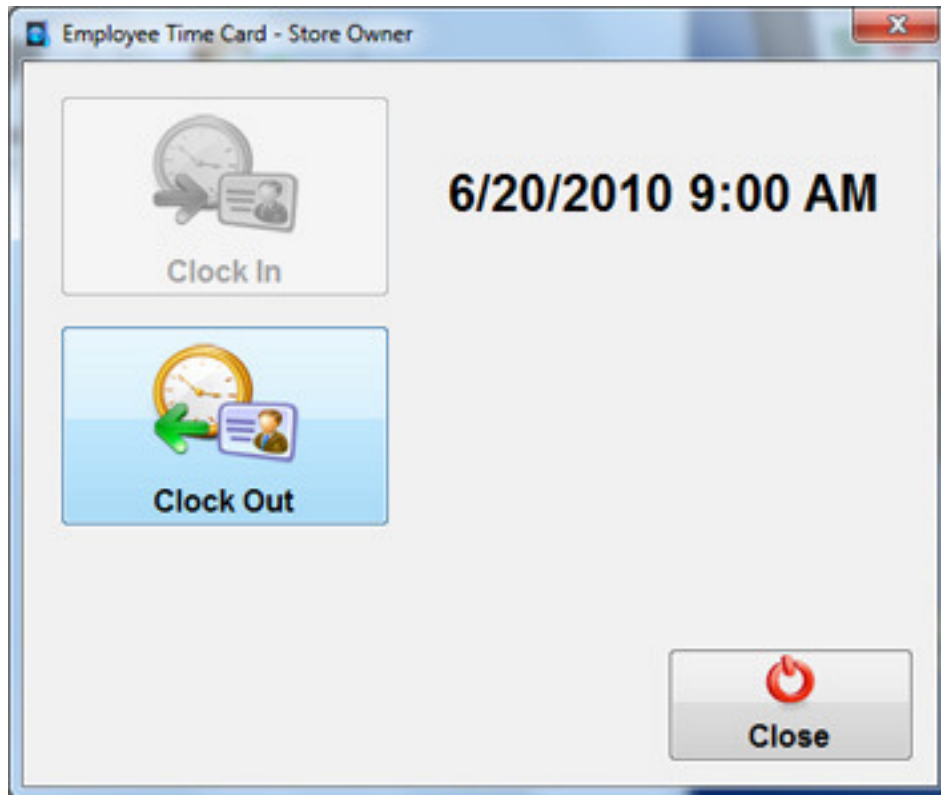 Employee Time Card - Store Owner
Clock In
6/20/2010 9:00 AM
Clock Out
Close